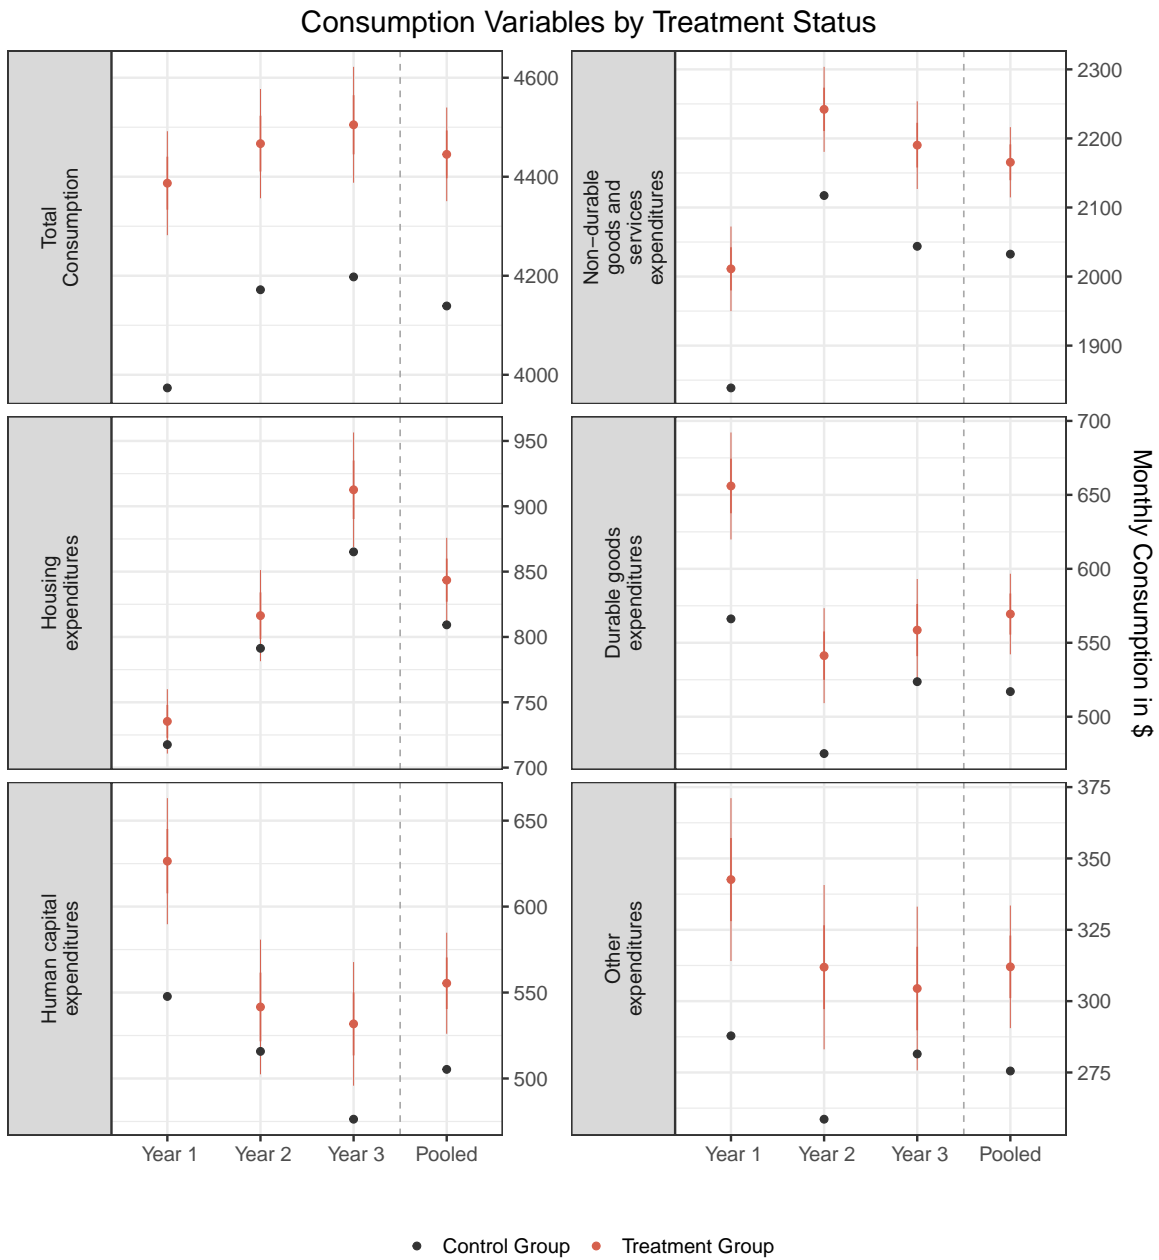 Consumption Variables by Treatment Status
Total
Consumption
4600
4400
4200
4000
Non−durable
goods and
services
expenditures
2300
2200
2100
2000
1900
Housing
expenditures
950
900
850
800
750
700
Durable goods
expenditures
700
650
600
550
500
Human capital
expenditures
650
600
550
500
Other
expenditures
375
350
325
300
275
Monthly Consumption in $
Year 1 Year 2 Year 3 Pooled
Year 1 Year 2 Year 3 Pooled
Control Group Treatment Group